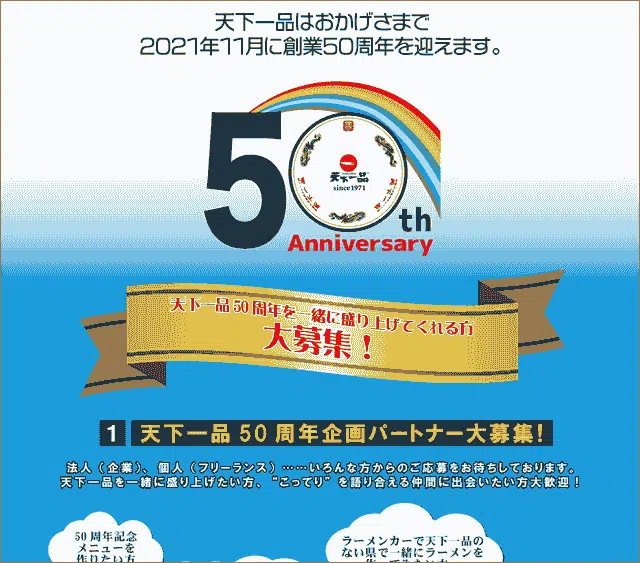 天下一品はおかげさまで
2021年11月に創業50周年を迎えます。
50th
天下一品
since1971
Anniversary
天下一品50周年を一緒に盛り上げてくれる方
大募集！
1 天下一品50周年企画パートナー大募集！
法人（企業）、個人（フリーランス）……いろんな方からのご応募をお待ちしております。
天下一品を一緒に盛り上げたい方、“こってり”を語り合える仲間に出会いたい方大歓迎！
50周年記念
メニューを
作りたい方
ラーメンカーで天下一品の
ない県で一緒にラーメンを